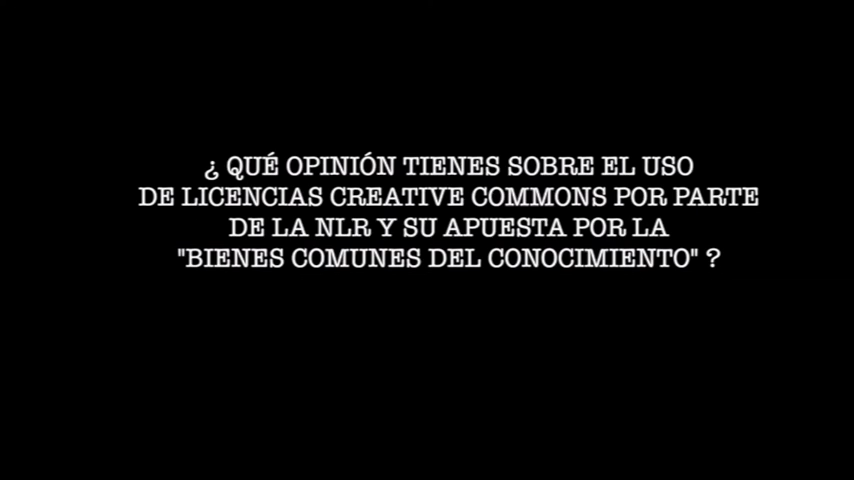 ¿ QUÉ OPINIÓN TIENES SOBRE EL USO
DE LICENCIAS CREATIVE COMMONS POR PARTE
DE LA NLR Y SU APUESTA POR LA
"BIENES COMUNES DEL CONOCIMIENTO" ?